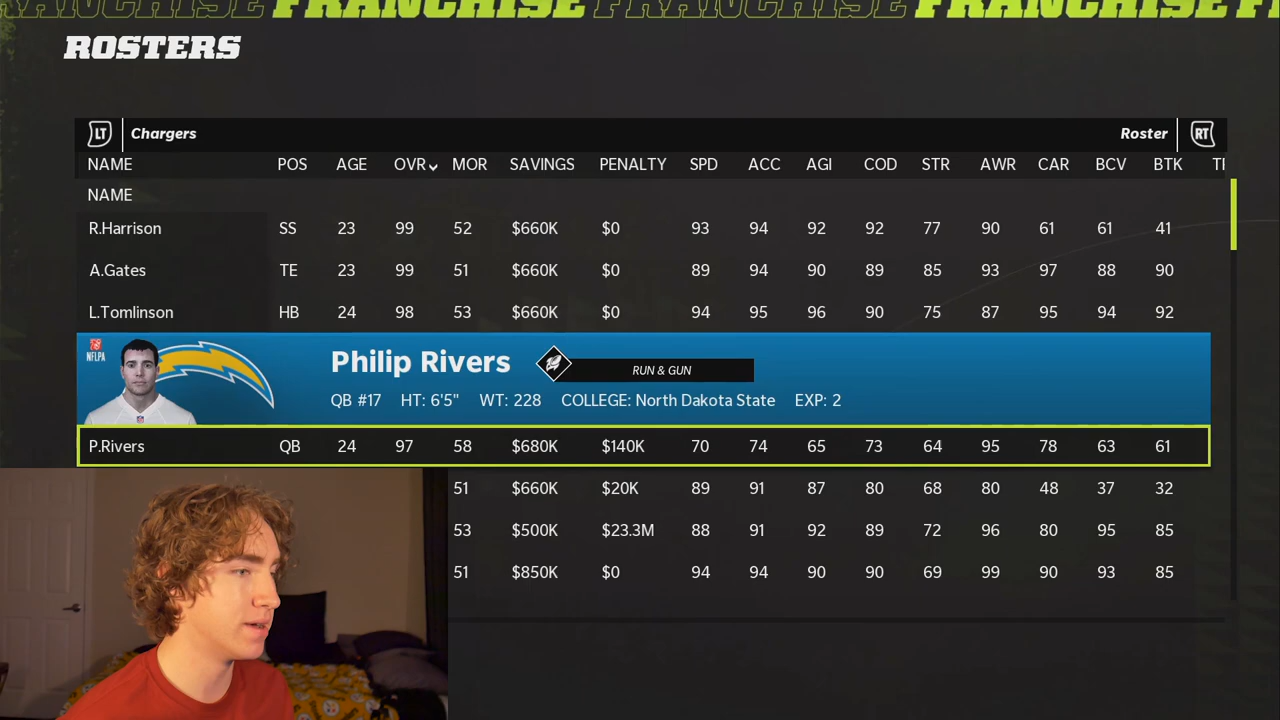 FRANCHISE FRANCHISE FRANCHISE FRANCHISE F
ROSTERS
LT Chargers Roster RT
NAME POS AGE OVR MOR SAVINGS PENALTY SPD ACC AGI COD STR AWR CAR BCV BTK
NAME
R.Harrison SS 23 99 52 $660K $0 93 94 92 92 77 90 61 61 41
A.Gates TE 23 99 51 $660K $0 89 94 90 89 85 93 97 88 90
L.Tomlinson HB 24 98 53 $660K $0 94 95 96 90 75 87 95 94 92
NFLPA
Philip Rivers RUN & GUN
QB #17 HT: 6'5" WT: 228 COLLEGE: North Dakota State EXP: 2
P.Rivers QB 24 97 58 $680K $140K 70 74 65 73 64 95 78 63 61
51 $660K $20K 89 91 87 80 68 80 48 37 32
53 $500K $23.3M 88 91 92 89 72 96 80 95 85
51 $850K $0 94 94 90 90 69 99 90 93 85